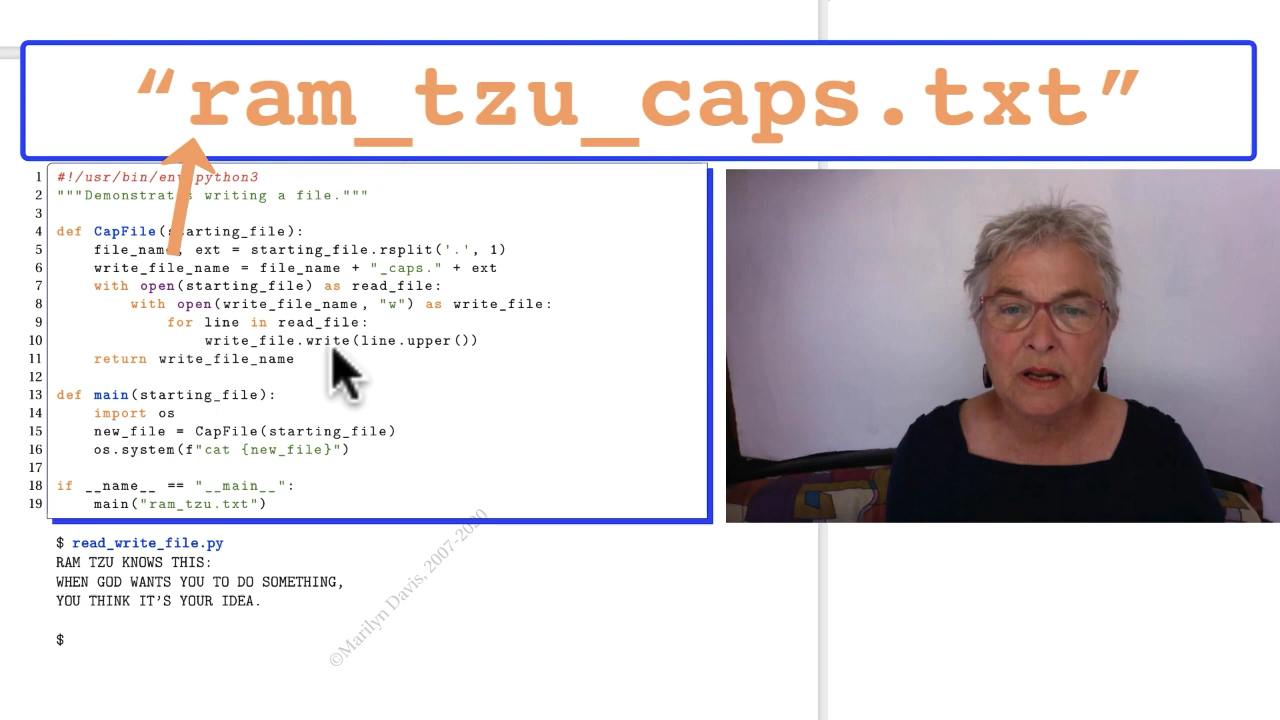 “ram_tzu_caps.txt”
1 #!/usr/bin/env python3
2 """Demonstrates writing a file."""
3
4 def CapFile(starting_file):
5 file_name, ext = starting_file.rsplit('.', 1)
6 write_file_name = file_name + "_caps." + ext
7 with open(starting_file) as read_file:
8 with open(write_file_name, "w") as write_file:
9 for line in read_file:
10 write_file.write(line.upper())
11 return write_file_name
12
13 def main(starting_file):
14 import os
15 new_file = CapFile(starting_file)
16 os.system(f"cat {new_file}")
17
18 if __name__ == "__main__":
19 main("ram_tzu.txt")
$ read_write_file.py
RAM TZU KNOWS THIS:
WHEN GOD WANTS YOU TO DO SOMETHING,
YOU THINK IT'S YOUR IDEA.
$
©Marilyn Davis, 2007-2020